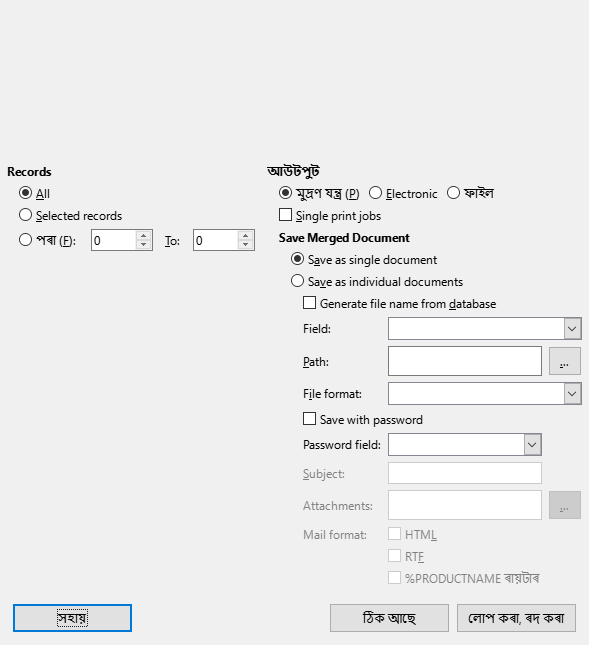 Records
All
Selected records
পৰা (F): 0 To: 0
আউটপুট
মুদ্ৰণ যন্ত্ৰ (P) Electronic ফাইল
Single print jobs
Save Merged Document
Save as single document
Save as individual documents
Generate file name from database
Field:
Path: ...
File format:
Save with password
Password field:
Subject:
Attachments: ...
Mail format: HTML
RTF
%PRODUCTNAME ৰায়টাৰ
সহায়
ঠিক আছে
লোপ কৰা, ৰদ কৰা